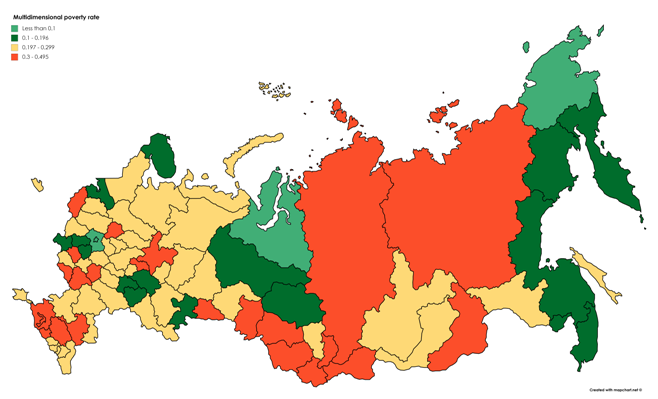 Multidimensional poverty rate
Less than 0,1
0,1 - 0,196
0,197 - 0,299
0,3 - 0,495
Created with mapchart.net ©